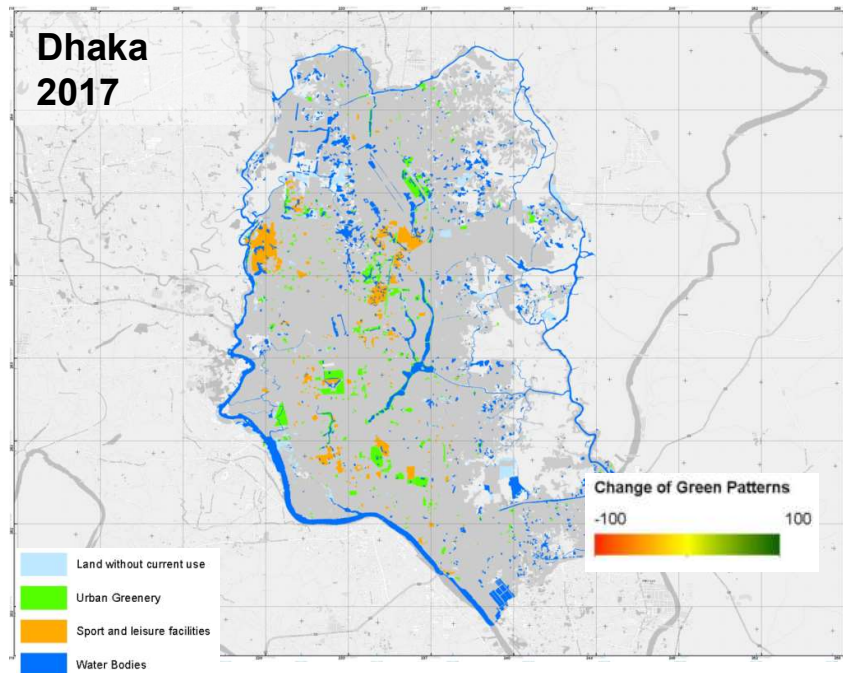 Dhaka
2017
Change of Green Patterns
-100 100
Land without current use
Urban Greenery
Sport and leisure facilities
Water Bodies